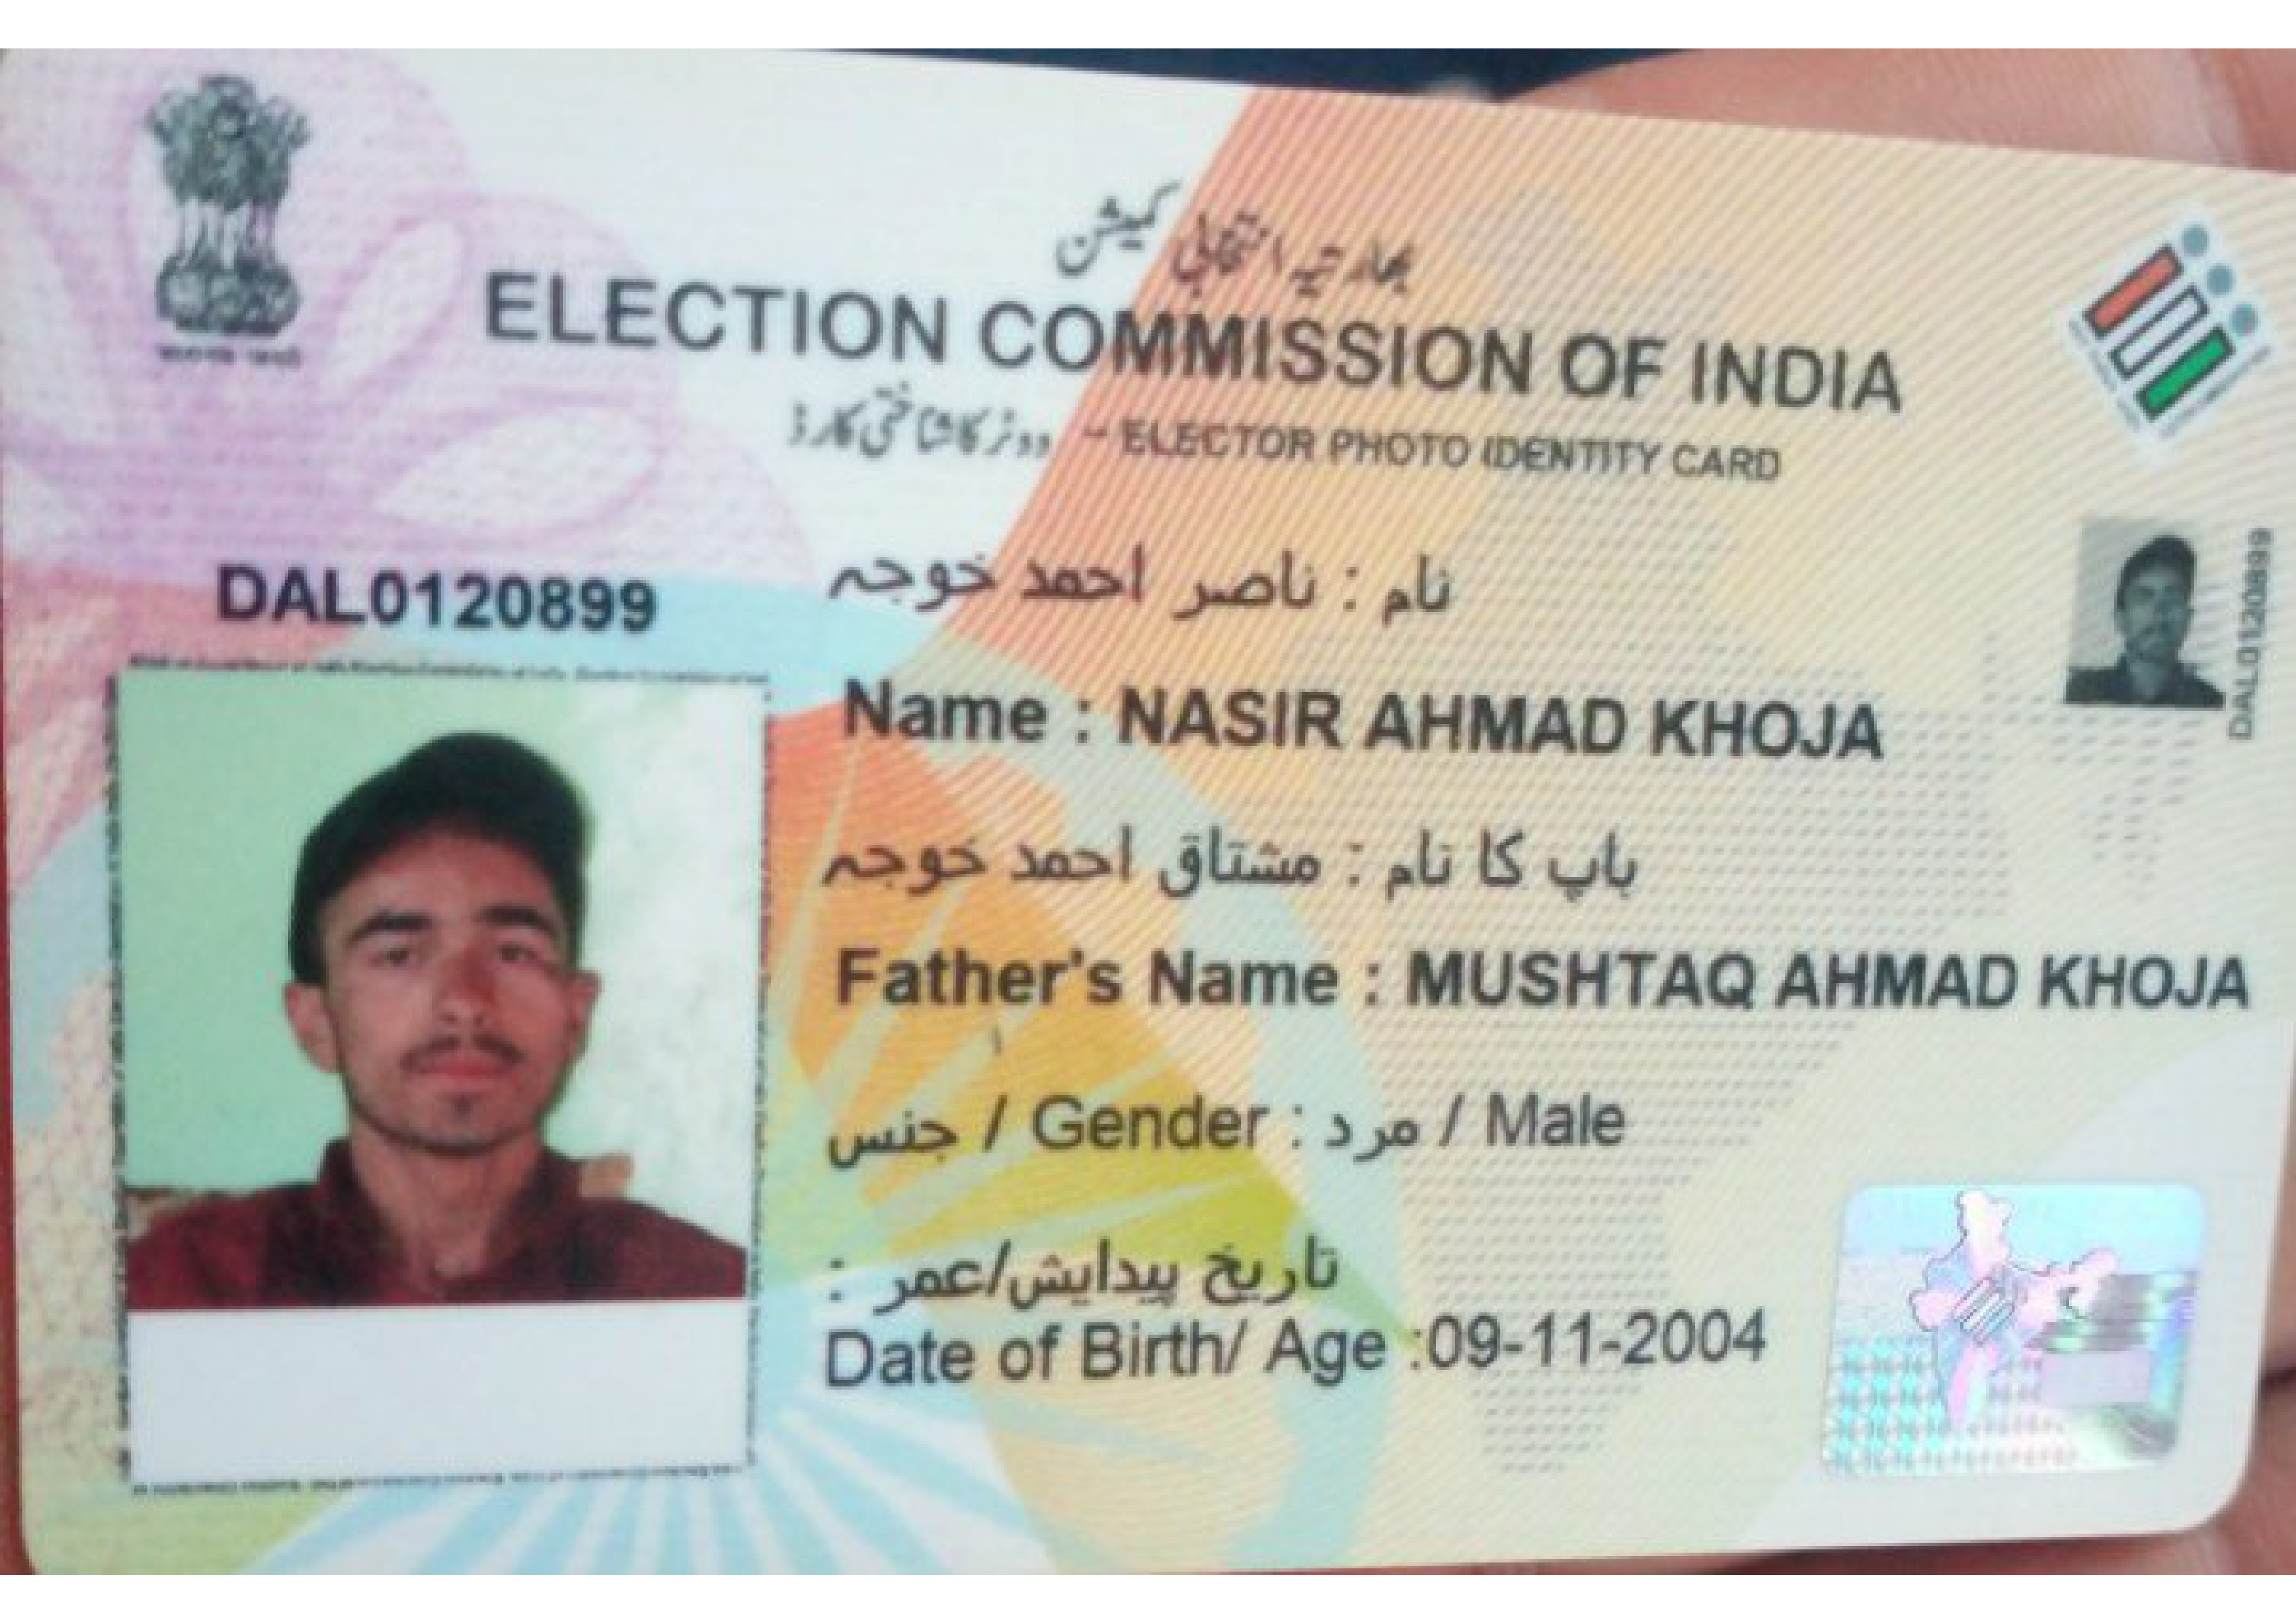 بھارتیہ انتخابی کمیشن
ELECTION COMMISSION OF INDIA
ووٹر کا شناختی کارڈ - ELECTOR PHOTO IDENTITY CARD
DAL0120899
نام : ناصر احمد خوجہ
Name : NASIR AHMAD KHOJA
DAL0120899
باپ کا نام : مشتاق احمد خوجہ
Father's Name : MUSHTAQ AHMAD KHOJA
جنس / Gender : مرد / Male
تاریخ پیدایش/عمر :
Date of Birth/ Age :09-11-2004